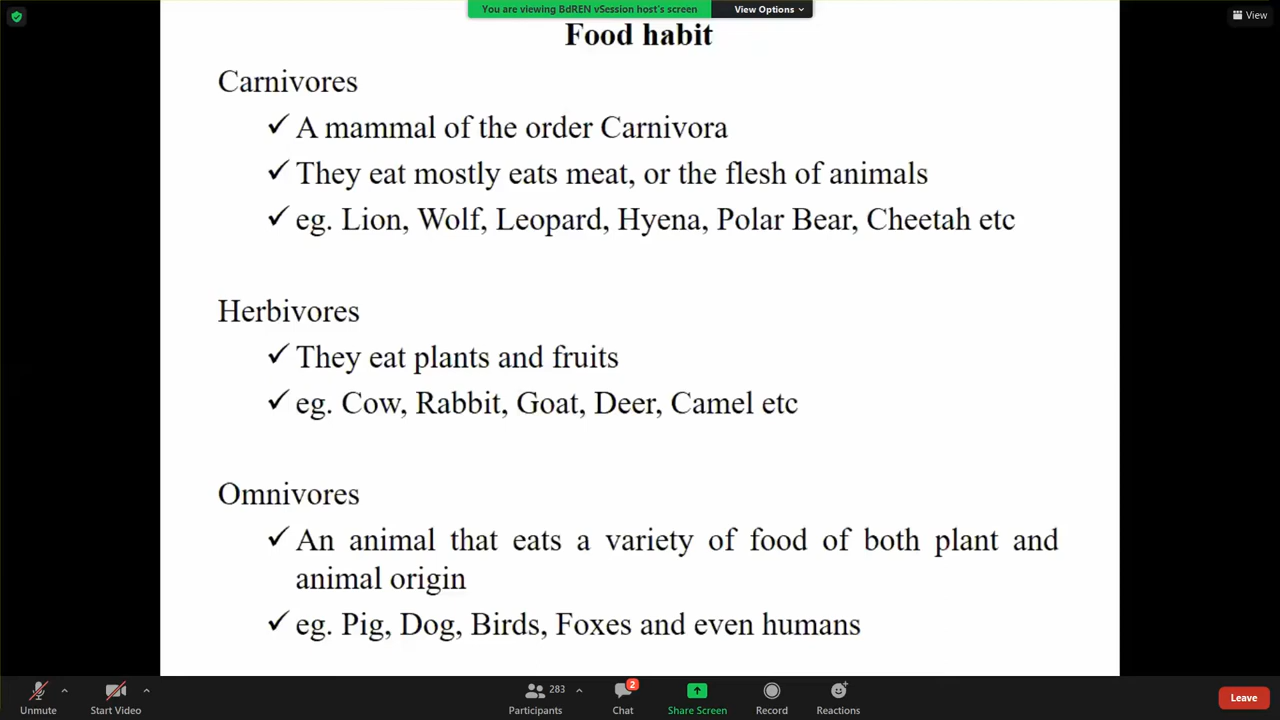 You are viewing BdREN vSession host's screen
View Options
View
Food habit
Carnivores
✓ A mammal of the order Carnivora
✓ They eat mostly eats meat, or the flesh of animals
✓ eg. Lion, Wolf, Leopard, Hyena, Polar Bear, Cheetah etc
Herbivores
✓ They eat plants and fruits
✓ eg. Cow, Rabbit, Goat, Deer, Camel etc
Omnivores
✓ An animal that eats a variety of food of both plant and
animal origin
✓ eg. Pig, Dog, Birds, Foxes and even humans
283
2
Unmute
Start Video
Participants
Chat
Share Screen
Record
Reactions
Leave